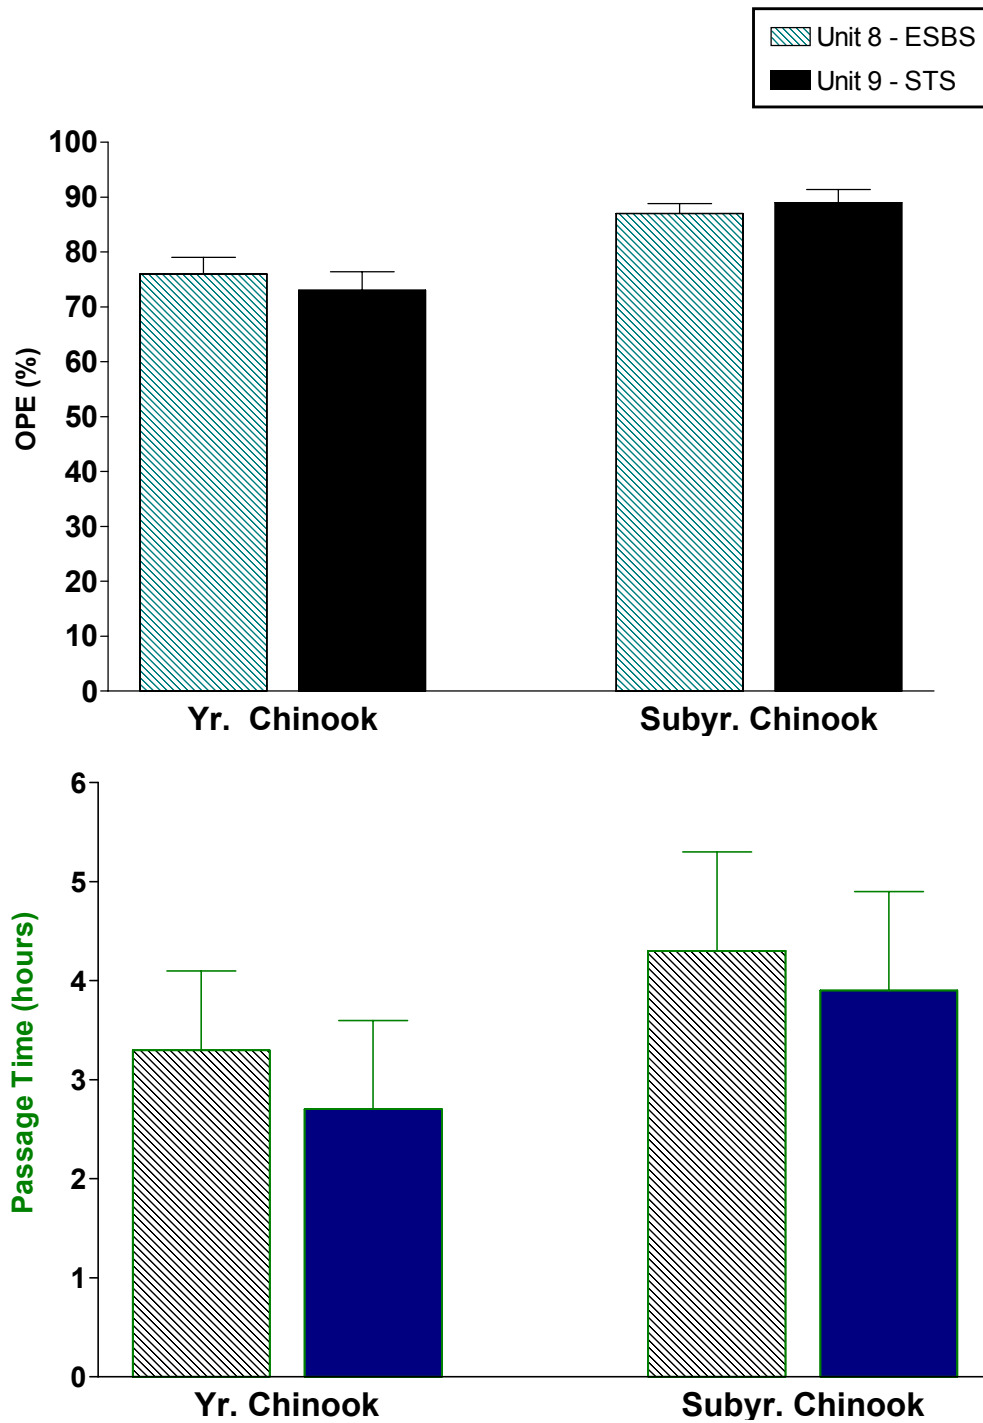 Unit 8 - ESBS
Unit 9 - STS
100
90
80
70
60
50
40
30
20
10
0
OPE (%)
Yr. Chinook
Subyr. Chinook
6
5
4
3
2
1
0
Passage Time (hours)
Yr. Chinook
Subyr. Chinook